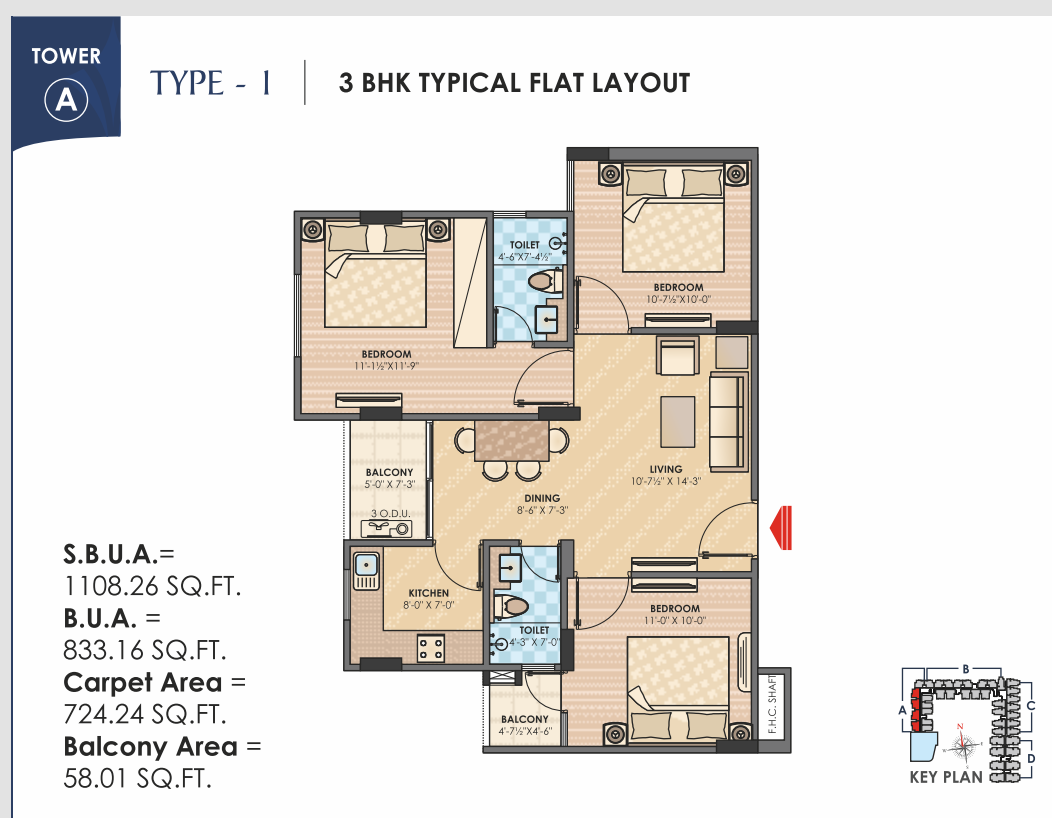 TOWER
A
TYPE - 1
3 BHK TYPICAL FLAT LAYOUT
TOILET
4'-6"X7'-4½"
BEDROOM
10'-7½"X10'-0"
BEDROOM
11'-1½"X11'-9"
BALCONY
5'-0" X 7'-3"
3 O.D.U.
LIVING
10'-7½" X 14'-3"
DINING
8'-6" X 7'-3"
KITCHEN
8'-0" X 7'-0"
TOILET
4'-3" X 7'-0"
BEDROOM
11'-0" X 10'-0"
BALCONY
4'-7½"X4'-6"
F.H.C. SHAFT
S.B.U.A.=
1108.26 SQ.FT.
B.U.A. =
833.16 SQ.FT.
Carpet Area =
724.24 SQ.FT.
Balcony Area =
58.01 SQ.FT.
B
A
C
D
N
W
E
S
KEY PLAN